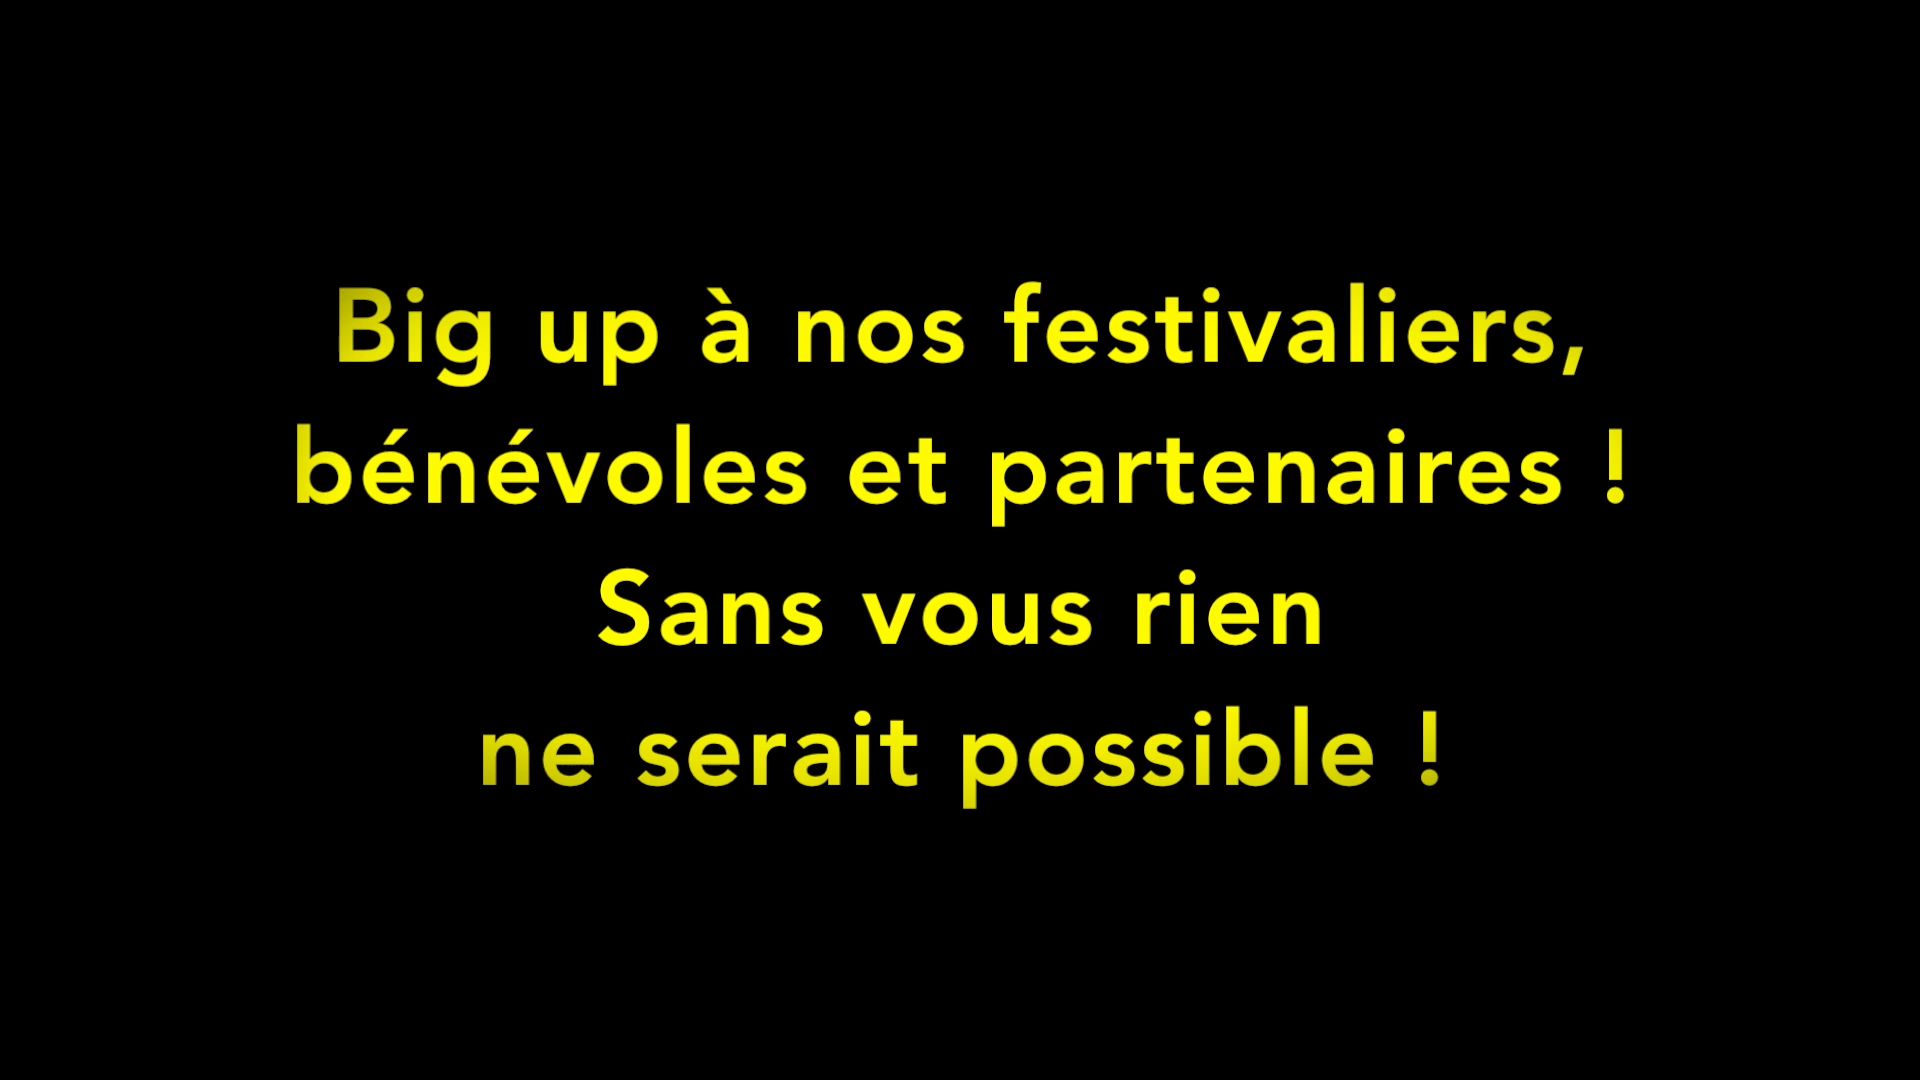 Big up à nos festivaliers,
bénévoles et partenaires !
Sans vous rien
ne serait possible !